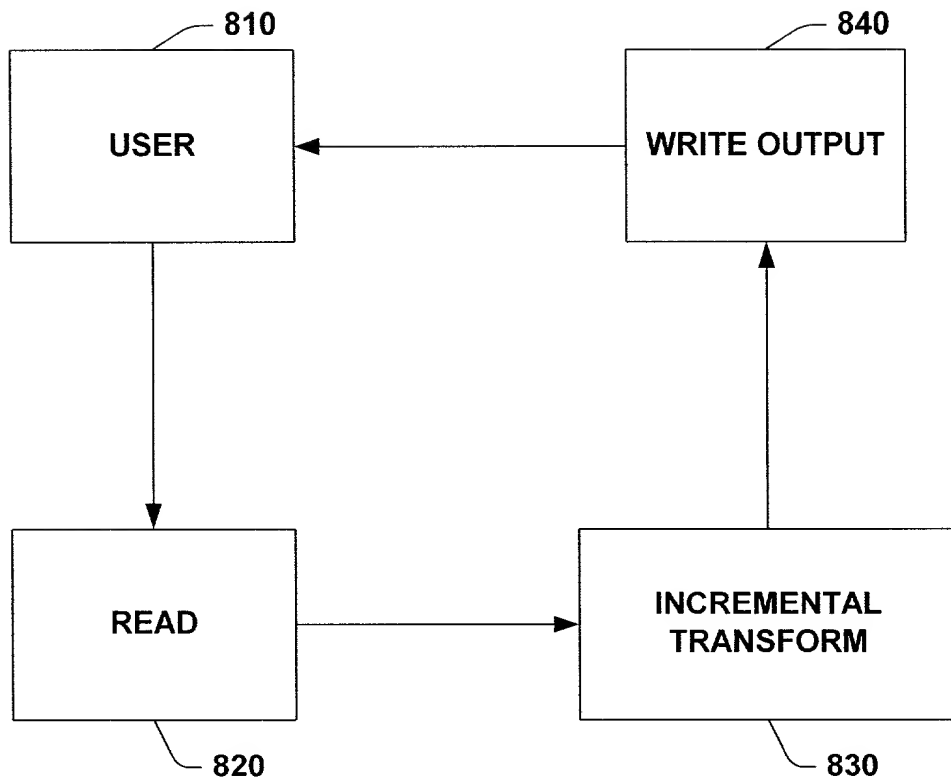 810
840
USER
WRITE OUTPUT
READ
INCREMENTAL
TRANSFORM
820
830